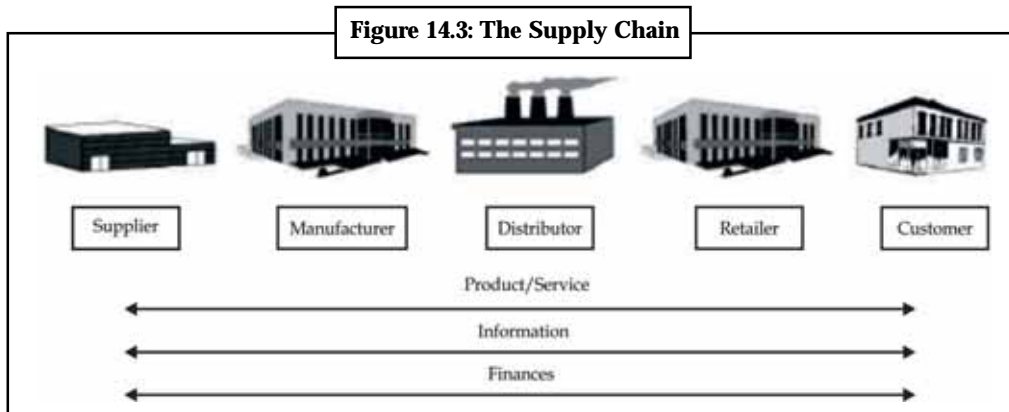 Figure 14.3: The Supply Chain
Supplier Manufacturer Distributor Retailer Customer
Product/Service
Information
Finances